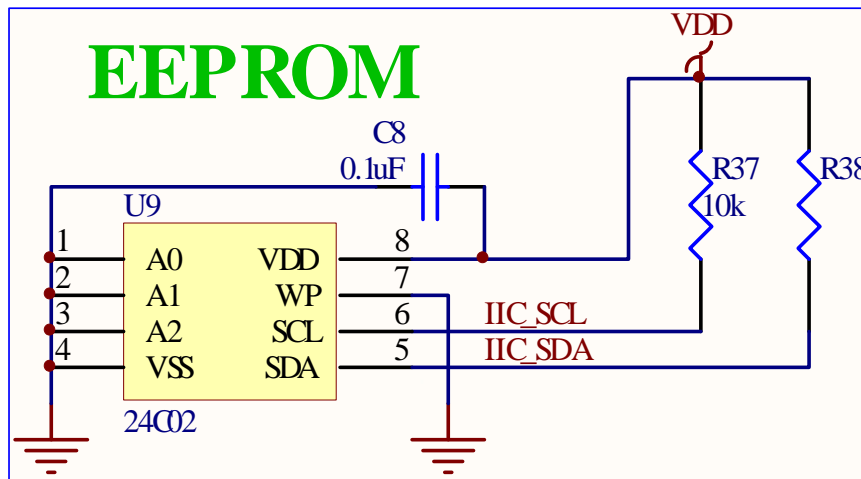 VDD
EEPROM
C8
0.1uF
R37
10k
R38
U9
1 A0 VDD 8
2 A1 WP 7
3 A2 SCL 6 IIC_SCL
4 VSS SDA 5 IIC_SDA
24C02